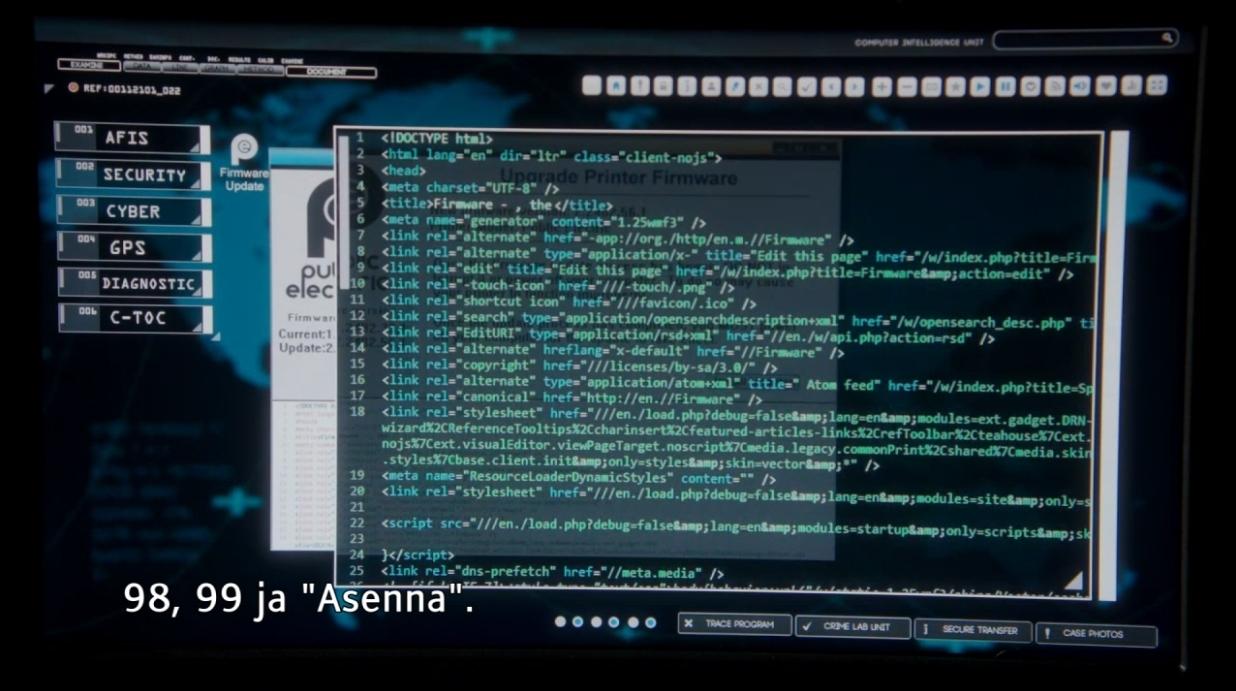 COMPUTER INTELLIGENCE UNIT
EXAMINE
DOCUMENT
REF:00112101_022
001 AFIS
002 SECURITY
003 CYBER
004 GPS
005 DIAGNOSTIC
006 C-TOC
Firmware
Update
Upgrade Printer Firmware
elec
Current:1.
Update:2.
1 <!DOCTYPE html>
2 <html lang="en" dir="ltr" class="client-nojs">
3 <head>
4 <meta charset="UTF-8" />
5 <title>Firmware - , the</title>
6 <meta name="generator" content="1.25wmf3" />
7 <link rel="alternate" href="-app://org./http/en.m.//Firmware" />
8 <link rel="alternate" type="application/x-" title="Edit this page" href="/w/index.php?title=Firm
9 <link rel="edit" title="Edit this page" href="/w/index.php?title=Firmware&amp;action=edit" />
10 <link rel="-touch-icon" href="///-touch/.png" />
11 <link rel="shortcut icon" href="///favicon/.ico" />
12 <link rel="search" type="application/opensearchdescription+xml" href="/w/opensearch_desc.php" ti
13 <link rel="EditURI" type="application/rsd+xml" href="//en./w/api.php?action=rsd" />
14 <link rel="alternate" hreflang="x-default" href="//Firmware" />
15 <link rel="copyright" href="///licenses/by-sa/3.0/" />
16 <link rel="alternate" type="application/atom+xml" title=" Atom feed" href="/w/index.php?title=Sp
17 <link rel="canonical" href="http://en.//Firmware" />
18 <link rel="stylesheet" href="///en./load.php?debug=false&amp;lang=en&amp;modules=ext.gadget.DRN-
wizard%2CReferenceTooltips%2Ccharinsert%2Cfeatured-articles-links%2CrefToolbar%2Cteahouse%7Cext.
nojs%7Cext.visualEditor.viewPageTarget.noscript%7Cmedia.legacy.commonPrint%2Cshared%7Cmedia.skin
.styles%7Cbase.client.init&amp;only=styles&amp;skin=vector&amp;*" />
19 <meta name="ResourceLoaderDynamicStyles" content="" />
20 <link rel="stylesheet" href="///en./load.php?debug=false&amp;lang=en&amp;modules=site&amp;only=s
21
22 <script src="///en./load.php?debug=false&amp;lang=en&amp;modules=startup&amp;only=scripts&amp;sk
23
24 }</script>
25 <link rel="dns-prefetch" href="//meta.media" />
98, 99 ja "Asenna".
TRACE PROGRAM
CRIME LAB UNIT
SECURE TRANSFER
CASE PHOTOS